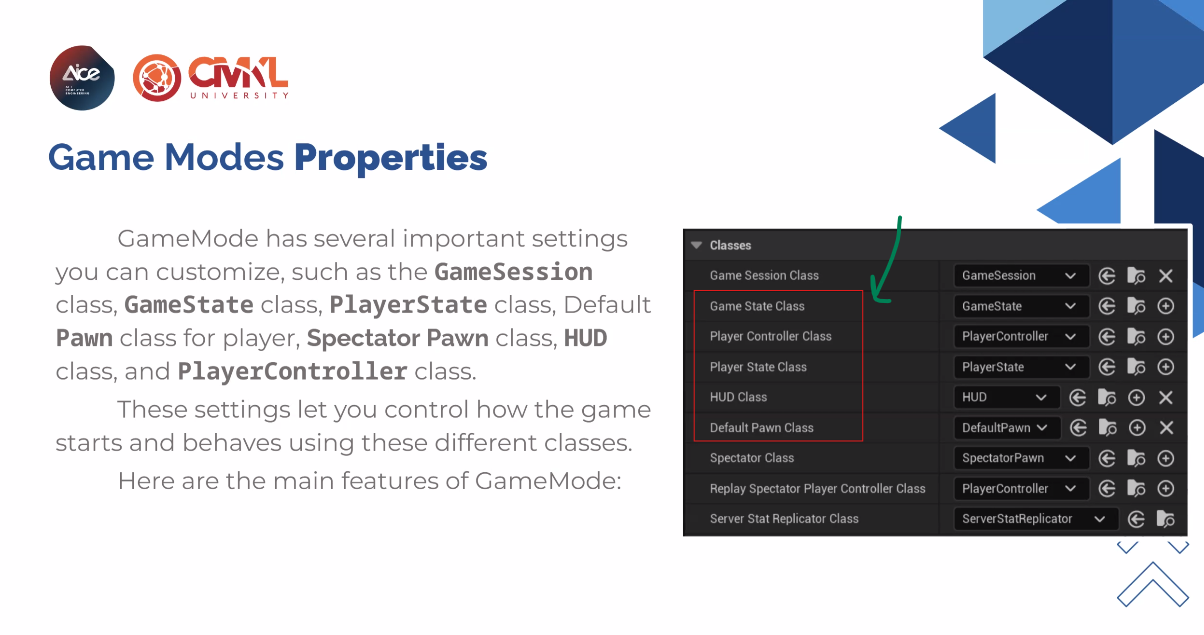 Aice
CMKL
UNIVERSITY
Game Modes Properties
GameMode has several important settings
you can customize, such as the GameSession
class, GameState class, PlayerState class, Default
Pawn class for player, Spectator Pawn class, HUD
class, and PlayerController class.
These settings let you control how the game
starts and behaves using these different classes.
Here are the main features of GameMode:
Classes
Game Session Class GameSession
Game State Class GameState
Player Controller Class PlayerController
Player State Class PlayerState
HUD Class HUD
Default Pawn Class DefaultPawn
Spectator Class SpectatorPawn
Replay Spectator Player Controller Class PlayerController
Server Stat Replicator Class ServerStatReplicator